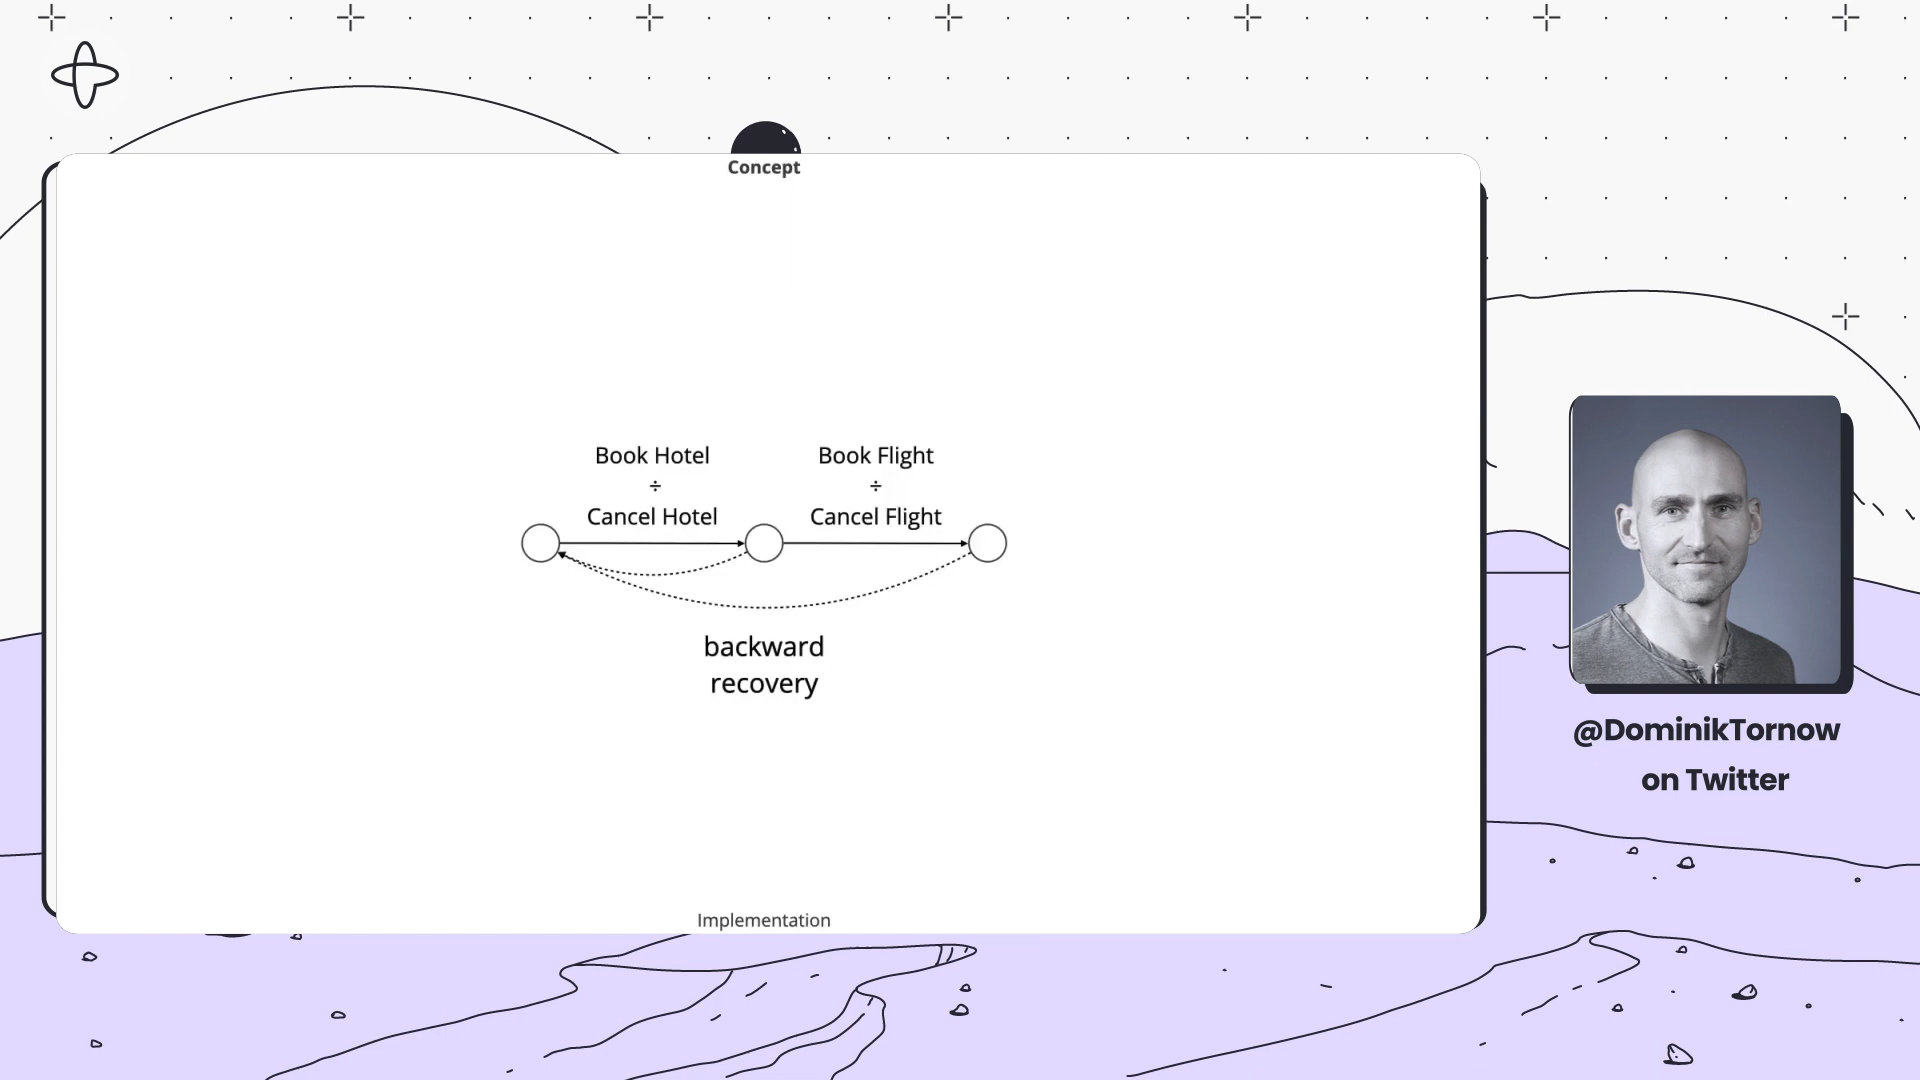 Concept
Book Hotel
÷
Cancel Hotel
Book Flight
÷
Cancel Flight
backward
recovery
Implementation
@DominikTornow
on Twitter